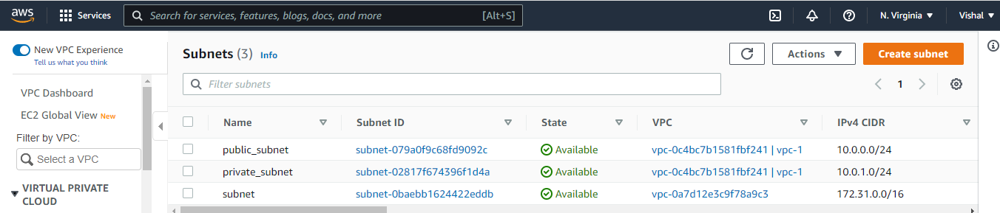 aws Services Search for services, features, blogs, docs, and more [Alt+S] N. Virginia Vishal
New VPC Experience
Tell us what you think
VPC Dashboard
EC2 Global View New
Filter by VPC:
Select a VPC
VIRTUAL PRIVATE
CLOUD
Subnets (3) Info Actions Create subnet
Filter subnets 1
Name Subnet ID State VPC IPv4 CIDR
public_subnet subnet-079a0f9c68fd9092c Available vpc-0c4bc7b1581fbf241 | vpc-1 10.0.0.0/24
private_subnet subnet-02817f674396f1d4a Available vpc-0c4bc7b1581fbf241 | vpc-1 10.0.1.0/24
subnet subnet-0baebb1624422eddb Available vpc-0a7d12e3c9f78a9c3 172.31.0.0/16